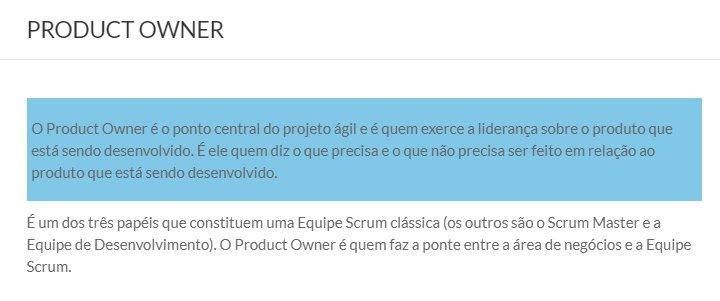 PRODUCT OWNER
O Product Owner é o ponto central do projeto ágil e é quem exerce a liderança sobre o produto que
está sendo desenvolvido. É ele quem diz o que precisa e o que não precisa ser feito em relação ao
produto que está sendo desenvolvido.
É um dos três papéis que constituem uma Equipe Scrum clássica (os outros são o Scrum Master e a
Equipe de Desenvolvimento). O Product Owner é quem faz a ponte entre a área de negócios e a Equipe
Scrum.